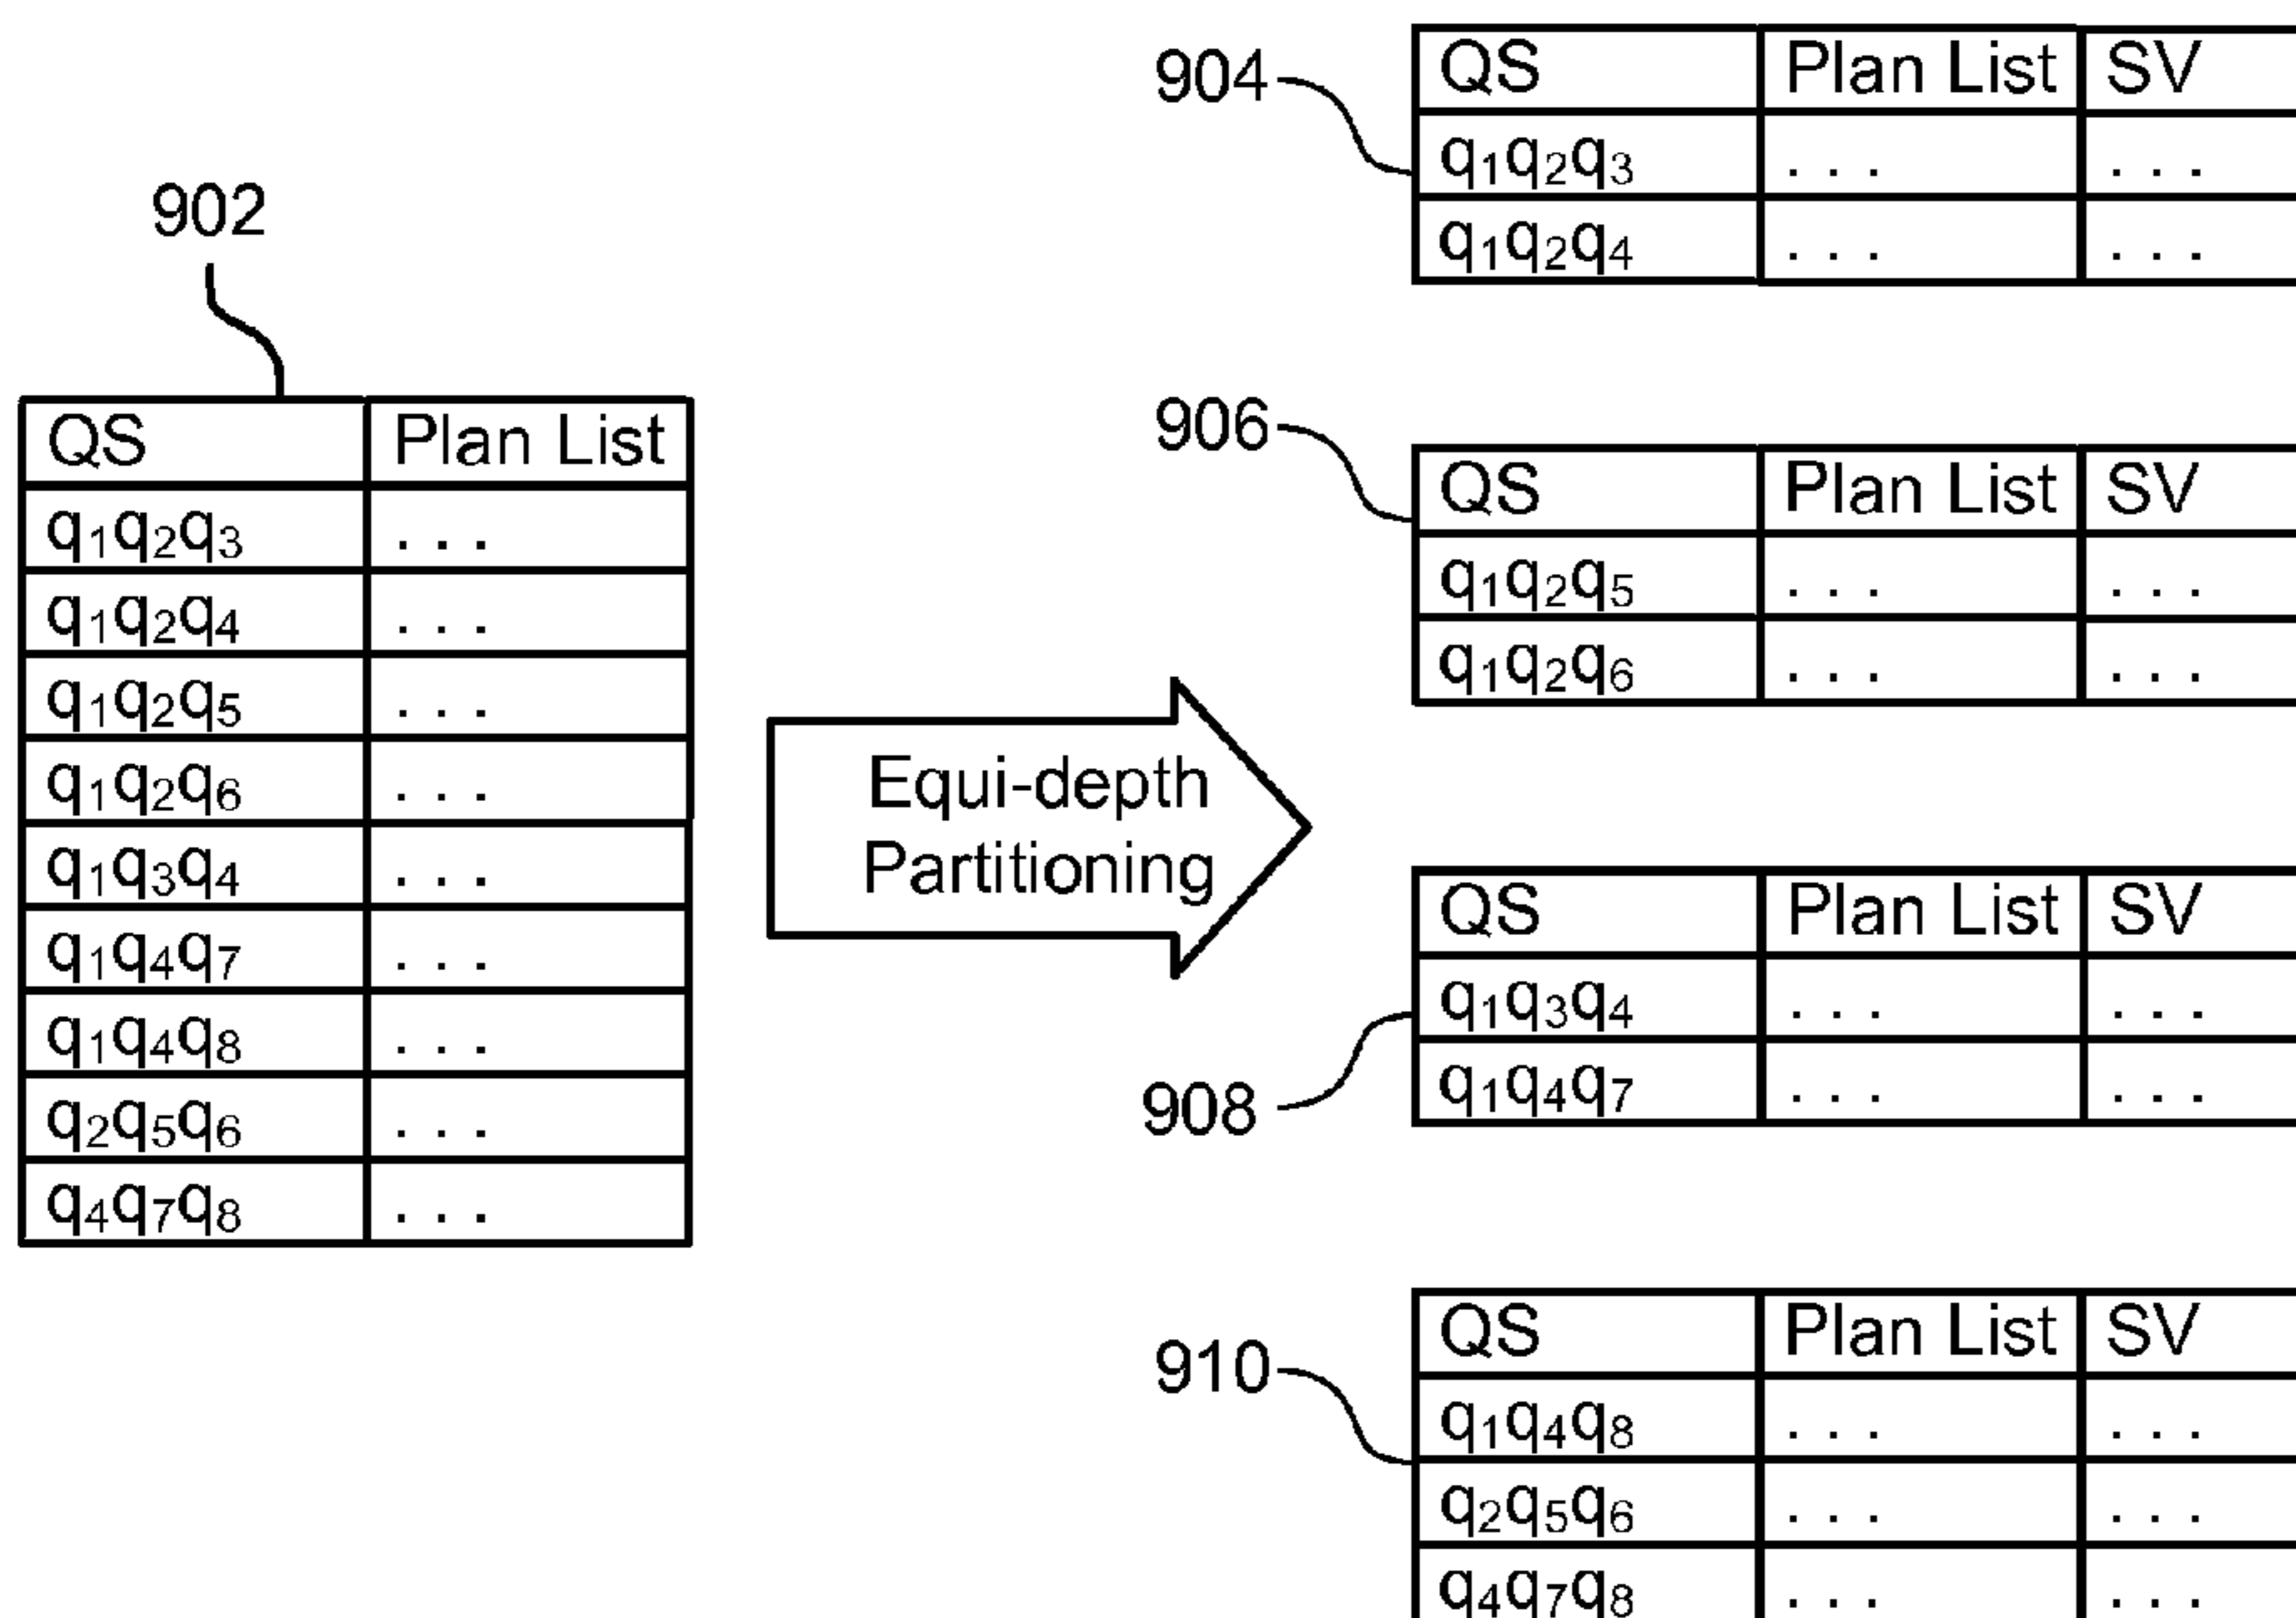 902
QS Plan List
q₁q₂q₃ . . .
q₁q₂q₄ . . .
q₁q₂q₅ . . .
q₁q₂q₆ . . .
q₁q₃q₄ . . .
q₁q₄q₇ . . .
q₁q₄q₈ . . .
q₂q₅q₆ . . .
q₄q₇q₈ . . .
Equi-depth
Partitioning
904
QS Plan List SV
q₁q₂q₃ . . . . . .
q₁q₂q₄ . . . . . .
906
QS Plan List SV
q₁q₂q₅ . . . . . .
q₁q₂q₆ . . . . . .
908
QS Plan List SV
q₁q₃q₄ . . . . . .
q₁q₄q₇ . . . . . .
910
QS Plan List SV
q₁q₄q₈ . . . . . .
q₂q₅q₆ . . . . . .
q₄q₇q₈ . . . . . .